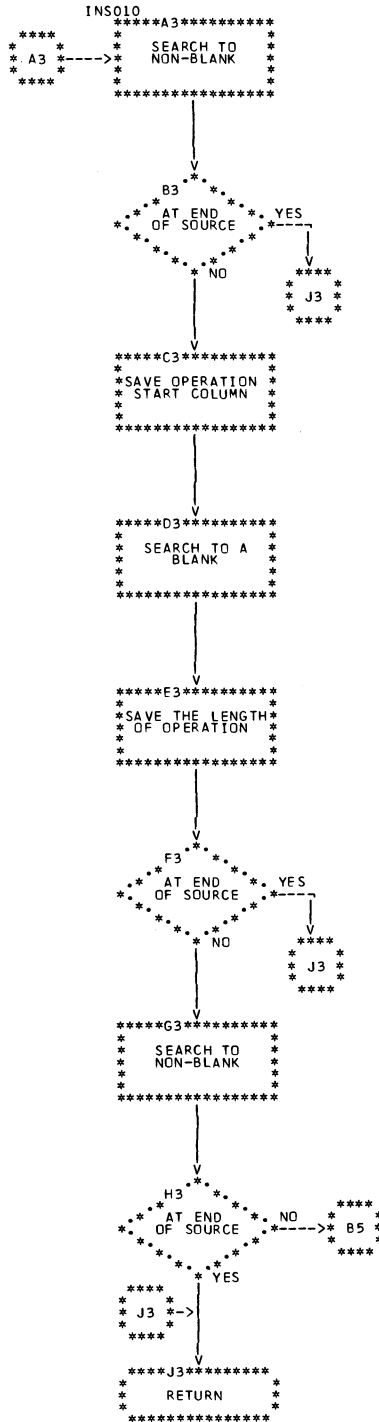 INS010
A3
A3
SEARCH TO
NON-BLANK
B3
AT END
OF SOURCE
YES
NO
J3
C3
SAVE OPERATION
START COLUMN
D3
SEARCH TO A
BLANK
E3
SAVE THE LENGTH
OF OPERATION
F3
AT END
OF SOURCE
YES
NO
J3
G3
SEARCH TO
NON-BLANK
H3
AT END
OF SOURCE
NO
B5
YES
J3
J3
RETURN